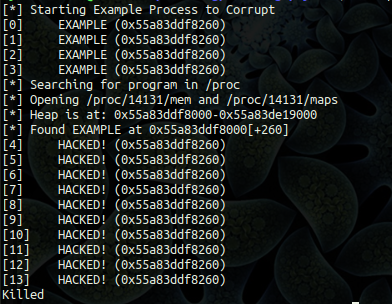 [*] Starting Example Process to Corrupt
[0] EXAMPLE (0x55a83ddf8260)
[1] EXAMPLE (0x55a83ddf8260)
[2] EXAMPLE (0x55a83ddf8260)
[3] EXAMPLE (0x55a83ddf8260)
[*] Searching for program in /proc
[*] Opening /proc/14131/mem and /proc/14131/maps
[*] Heap is at: 0x55a83ddf8000-0x55a83de19000
[*] Found EXAMPLE at 0x55a83ddf8000[+260]
[4] HACKED! (0x55a83ddf8260)
[5] HACKED! (0x55a83ddf8260)
[6] HACKED! (0x55a83ddf8260)
[7] HACKED! (0x55a83ddf8260)
[8] HACKED! (0x55a83ddf8260)
[9] HACKED! (0x55a83ddf8260)
[10] HACKED! (0x55a83ddf8260)
[11] HACKED! (0x55a83ddf8260)
[12] HACKED! (0x55a83ddf8260)
[13] HACKED! (0x55a83ddf8260)
Killed